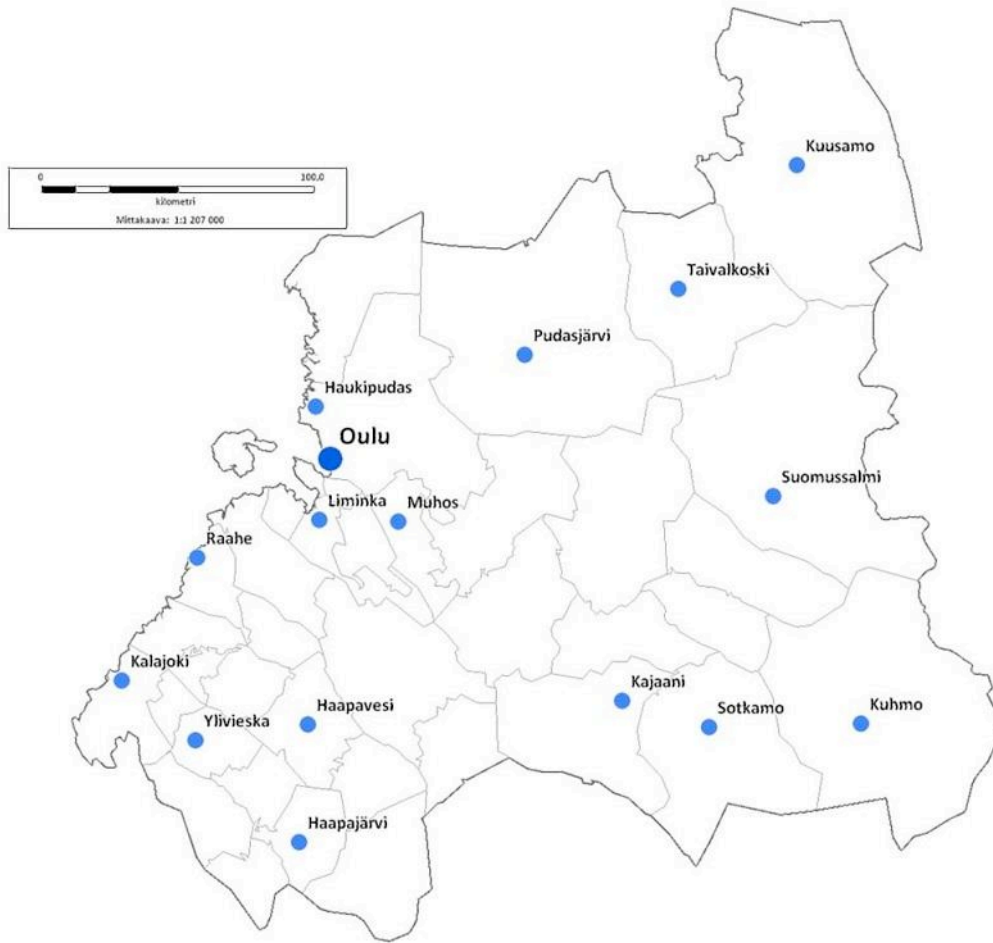 Kuusamo
0 100,0
kilometri
Mittakaava: 1:1 207 000
Taivalkoski
Pudasjärvi
Haukipudas
Oulu
Suomussalmi
Liminka
Muhos
Raahe
Kalajoki
Kajaani
Haapavesi
Sotkamo
Kuhmo
Ylivieska
Haapajärvi